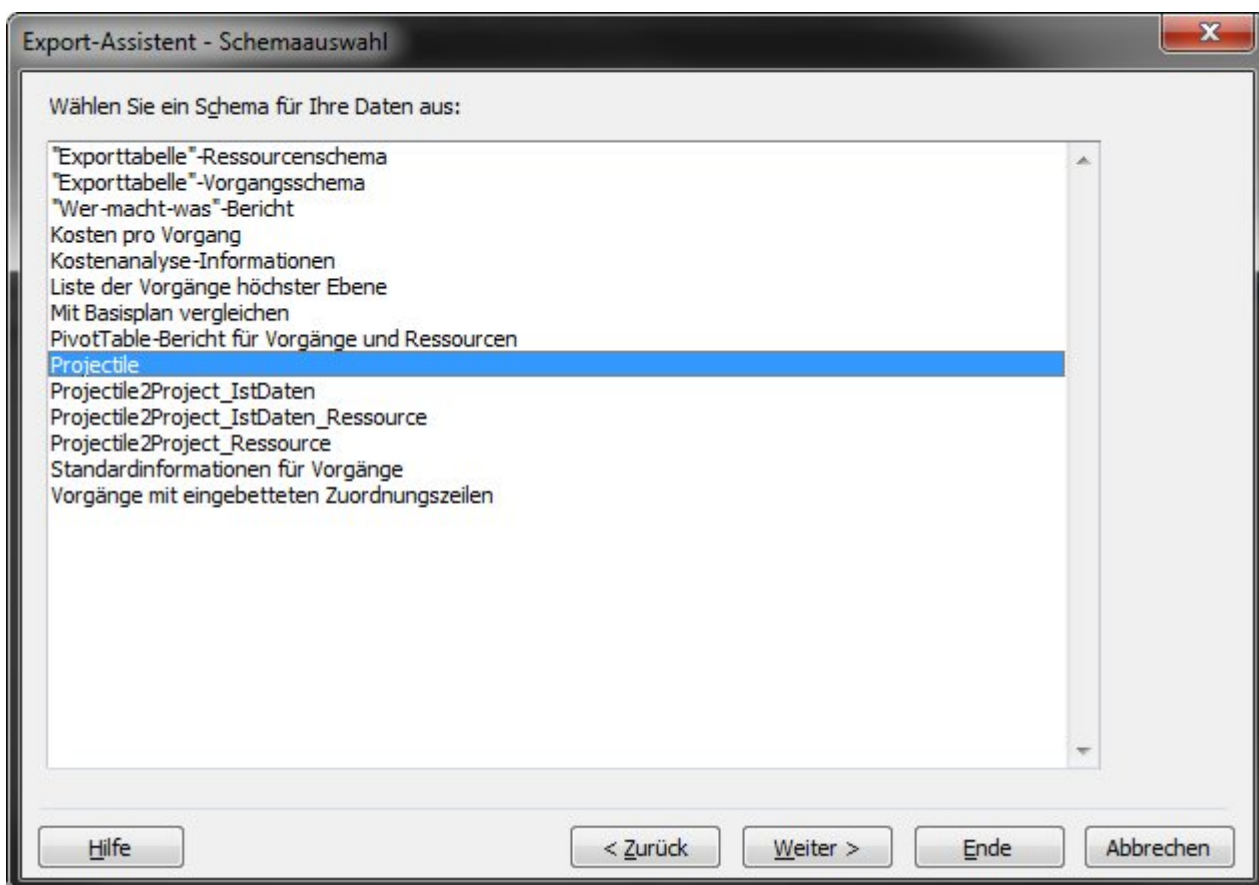 Export-Assistent - Schemaauswahl
Wählen Sie ein Schema für Ihre Daten aus:
"Exporttabelle"-Ressourcenschema
"Exporttabelle"-Vorgangsschema
"Wer-macht-was"-Bericht
Kosten pro Vorgang
Kostenanalyse-Informationen
Liste der Vorgänge höchster Ebene
Mit Basisplan vergleichen
PivotTable-Bericht für Vorgänge und Ressourcen
Projectile
Projectile2Project_IstDaten
Projectile2Project_IstDaten_Ressource
Projectile2Project_Ressource
Standardinformationen für Vorgänge
Vorgänge mit eingebetteten Zuordnungszeilen
Hilfe < Zurück Weiter > Ende Abbrechen